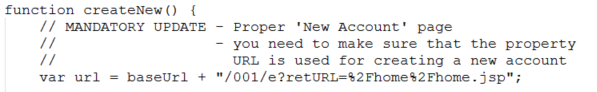 function createNew() {
    // MANDATORY UPDATE - Proper 'New Account' page
    //                  - you need to make sure that the property
    //                    URL is used for creating a new account
    var url = baseUrl + "/001/e?retURL=%2Fhome%2Fhome.jsp";